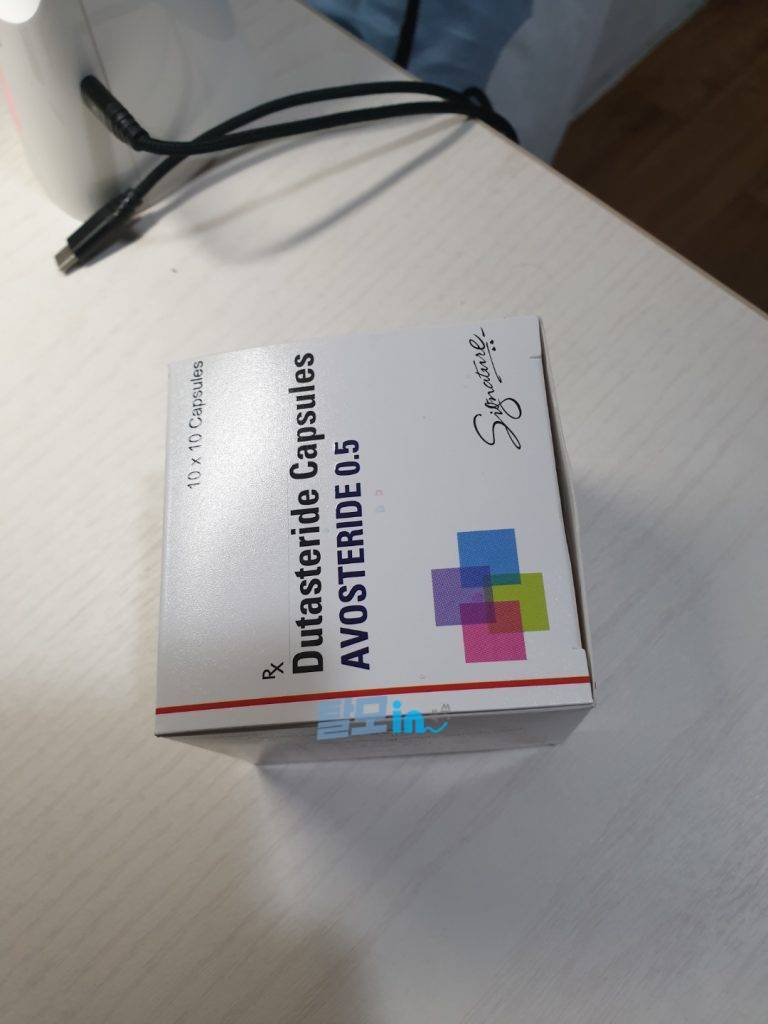 10 x 10 Capsules
Rx
Dutasteride Capsules
AVOSTERIDE 0.5
Signature
탈모in